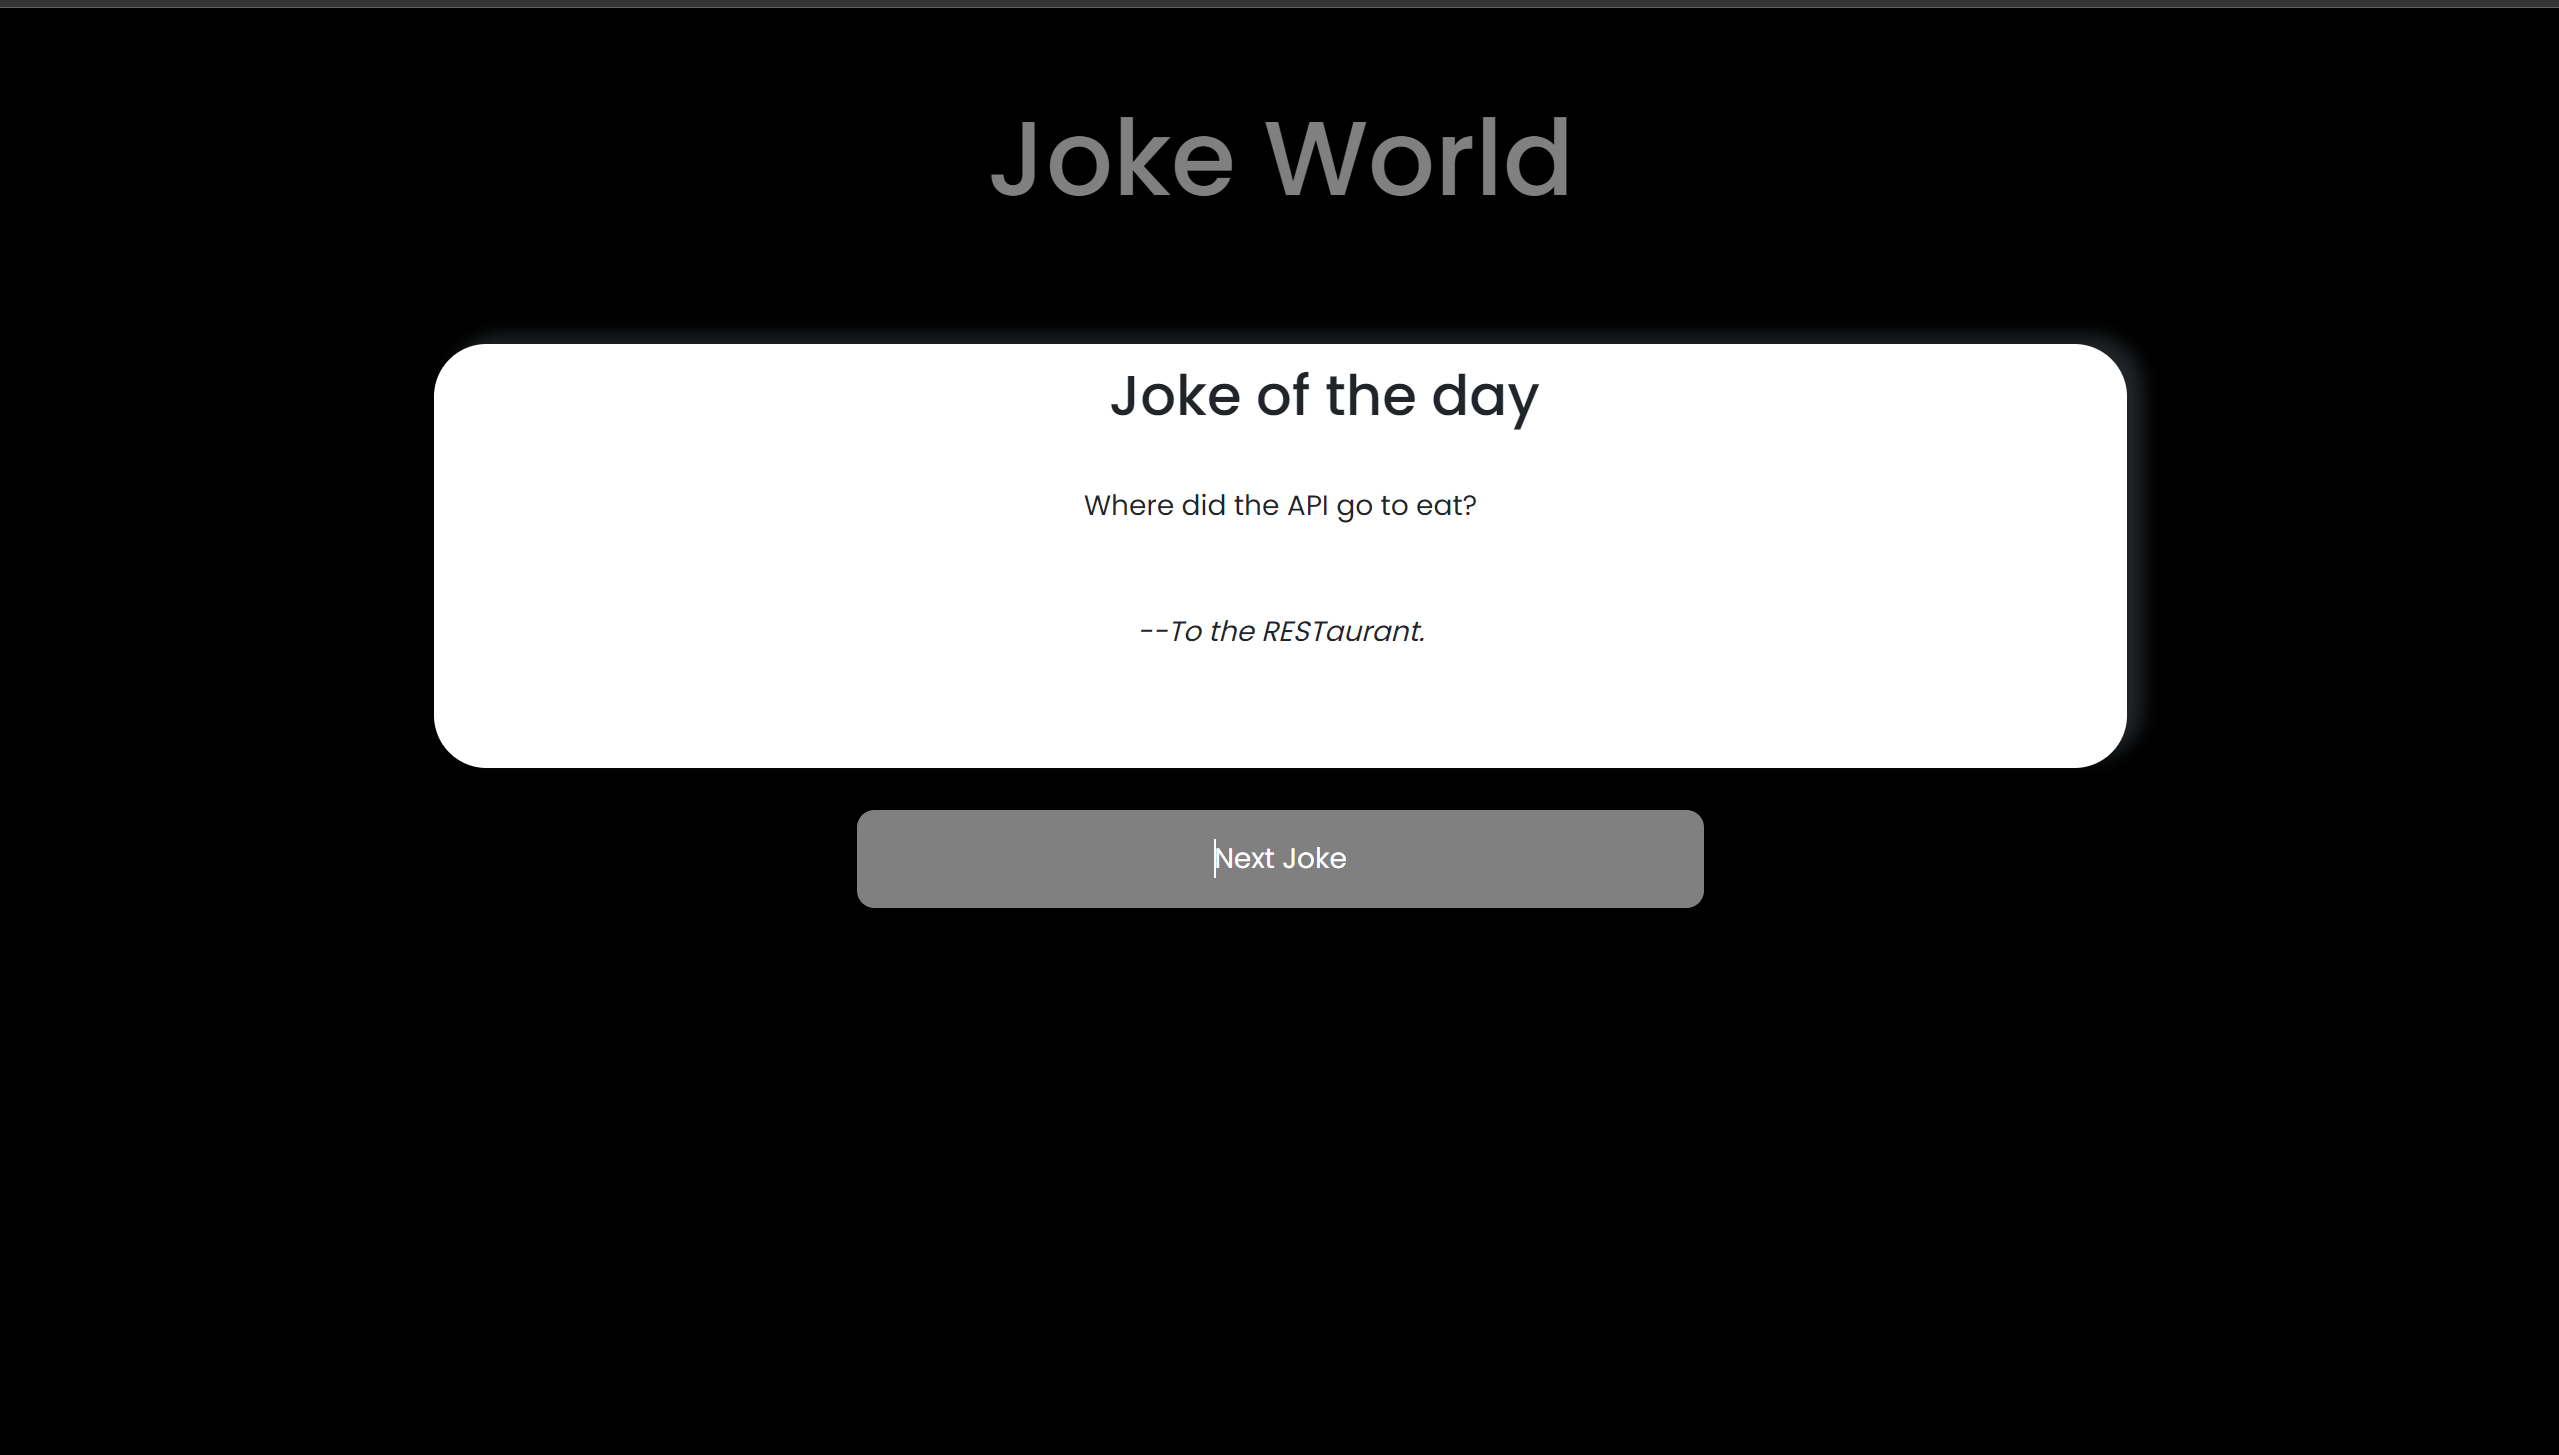 Joke World
Joke of the day
Where did the API go to eat?
--To the RESTaurant.
Next Joke